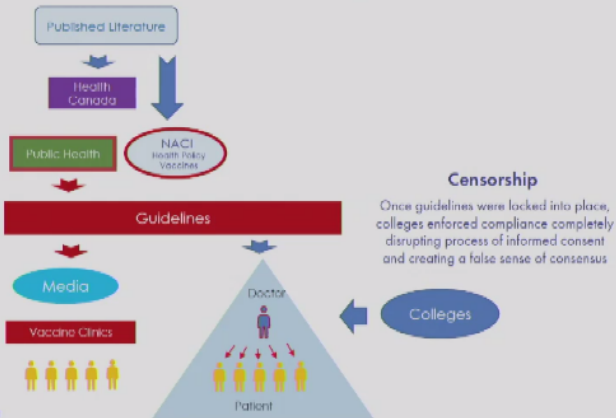 Published Literature
Health
Canada
Public Health
NACI
Health Policy
Vaccines
Guidelines
Censorship
Once guidelines were locked into place,
colleges enforced compliance completely
disrupting process of informed consent
and creating a false sense of consensus
Media
Vaccine Clinics
Doctor
Colleges
Patient